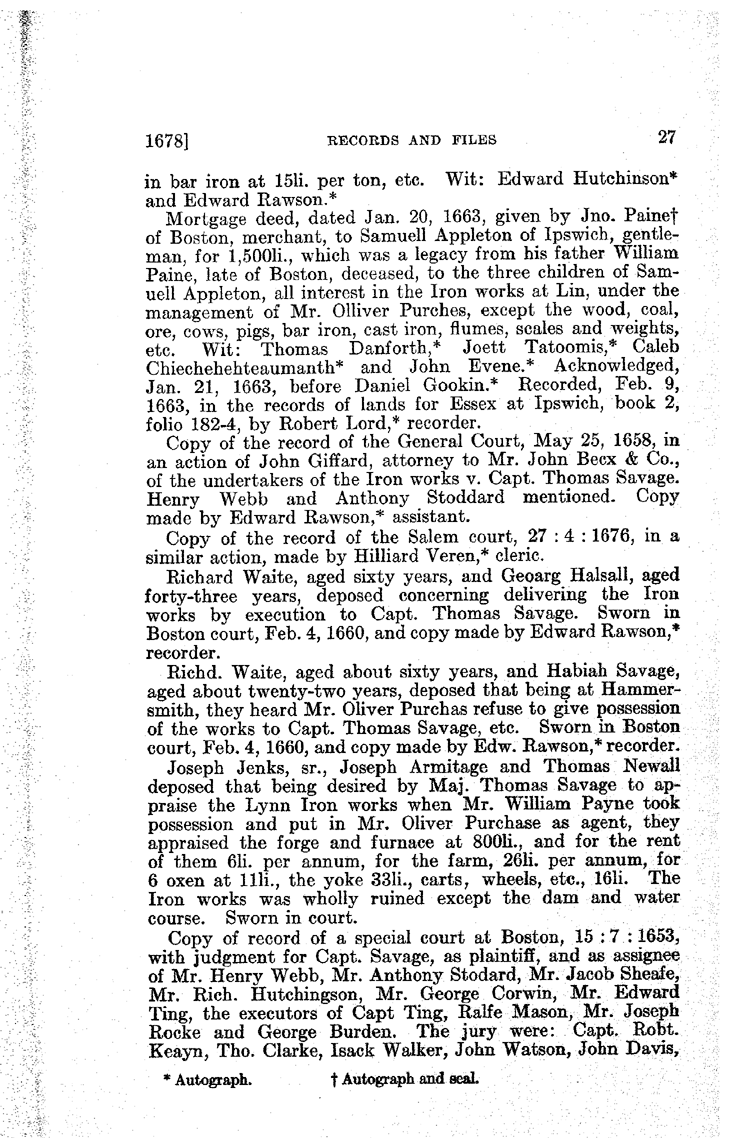 1678] RECORDS AND FILES 27
in bar iron at 15li. per ton, etc. Wit: Edward Hutchinson*
and Edward Rawson.*
Mortgage deed, dated Jan. 20, 1663, given by Jno. Paine†
of Boston, merchant, to Samuell Appleton of Ipswich, gentle-
man, for 1,500li., which was a legacy from his father William
Paine, late of Boston, deceased, to the three children of Sam-
uell Appleton, all interest in the Iron works at Lin, under the
management of Mr. Olliver Purches, except the wood, coal,
ore, cows, pigs, bar iron, cast iron, flumes, scales and weights,
etc. Wit: Thomas Danforth,* Joett Tatoomis,* Caleb
Chiechehehteaumanth* and John Evene.* Acknowledged,
Jan. 21, 1663, before Daniel Gookin.* Recorded, Feb. 9,
1663, in the records of lands for Essex at Ipswich, book 2,
folio 182-4, by Robert Lord,* recorder.
Copy of the record of the General Court, May 25, 1658, in
an action of John Giffard, attorney to Mr. John Becx & Co.,
of the undertakers of the Iron works v. Capt. Thomas Savage.
Henry Webb and Anthony Stoddard mentioned. Copy
made by Edward Rawson,* assistant.
Copy of the record of the Salem court, 27 : 4 : 1676, in a
similar action, made by Hilliard Veren,* cleric.
Richard Waite, aged sixty years, and Geoarg Halsall, aged
forty-three years, deposed concerning delivering the Iron
works by execution to Capt. Thomas Savage. Sworn in
Boston court, Feb. 4, 1660, and copy made by Edward Rawson,*
recorder.
Richd. Waite, aged about sixty years, and Habiah Savage,
aged about twenty-two years, deposed that being at Hammer-
smith, they heard Mr. Oliver Purchas refuse to give possession
of the works to Capt. Thomas Savage, etc. Sworn in Boston
court, Feb. 4, 1660, and copy made by Edw. Rawson,* recorder.
Joseph Jenks, sr., Joseph Armitage and Thomas Newall
deposed that being desired by Maj. Thomas Savage to ap-
praise the Lynn Iron works when Mr. William Payne took
possession and put in Mr. Oliver Purchase as agent, they
appraised the forge and furnace at 800li., and for the rent
of them 6li. per annum, for the farm, 26li. per annum, for
6 oxen at 11li., the yoke 33li., carts, wheels, etc., 16li. The
Iron works was wholly ruined except the dam and water
course. Sworn in court.
Copy of record of a special court at Boston, 15 : 7 : 1653,
with judgment for Capt. Savage, as plaintiff, and as assignee
of Mr. Henry Webb, Mr. Anthony Stodard, Mr. Jacob Sheafe,
Mr. Rich. Hutchingson, Mr. George Corwin, Mr. Edward
Ting, the executors of Capt Ting, Ralfe Mason, Mr. Joseph
Rocke and George Burden. The jury were: Capt. Robt.
Keayn, Tho. Clarke, Isack Walker, John Watson, John Davis,
* Autograph. † Autograph and seal.